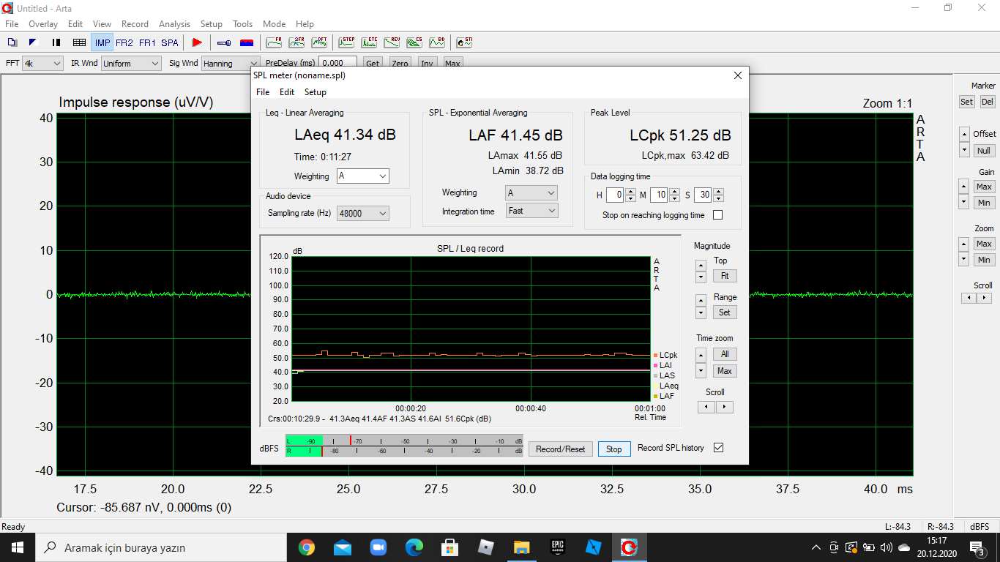 Untitled - Arta
File Overlay Edit View Record Analysis Setup Tools Mode Help
IMP FR2 FR1 SPA FR 2FR DFT STEP ETC REV CS BD STI
FFT 4k IR Wnd Uniform Sig Wnd Hanning PreDelay (ms) 0.000 Get Zero Inv Max
SPL meter (noname.spl)
File Edit Setup
Leq - Linear Averaging
LAeq 41.34 dB
Time: 0:11:27
Weighting A
Audio device
Sampling rate (Hz) 48000
SPL - Exponential Averaging
LAF 41.45 dB
LAmax 41.55 dB
LAmin 38.72 dB
Weighting A
Integration time Fast
Peak Level
LCpk 51.25 dB
LCpk,max 63.42 dB
Data logging time
H 0 M 10 S 30
Stop on reaching logging time
SPL / Leq record
dB
120.0
110.0
100.0
90.0
80.0
70.0
60.0
50.0
40.0
30.0
20.0
A
R
T
A
LCpk
LAI
LAS
LAeq
LAF
00:00:20 00:00:40 00:01:00
Rel. Time
Crs:00:10:29.9 - 41.3Aeq 41.4AF 41.3AS 41.6AI 51.6Cpk (dB)
Magnitude
Top
Fit
Range
Set
Time zoom
All
Max
Scroll
dBFS
L -90 -70 -50 -30 -10 dB
R -80 -60 -40 -20 dB
Record/Reset Stop Record SPL history
Impulse response (uV/V)
Zoom 1:1
A
R
T
A
40
30
20
10
0
-10
-20
-30
-40
17.5 20.0 22.5 25.0 27.5 30.0 32.5 35.0 37.5 40.0 ms
Cursor: -85.687 nV, 0.000ms (0)
Marker
Set Del
Offset
Null
Gain
Max
Min
Zoom
Max
Min
Scroll
Ready L:-84.3 R:-84.3 dBFS
Aramak için buraya yazın
EPIC
GAMES
15:17
20.12.2020
3